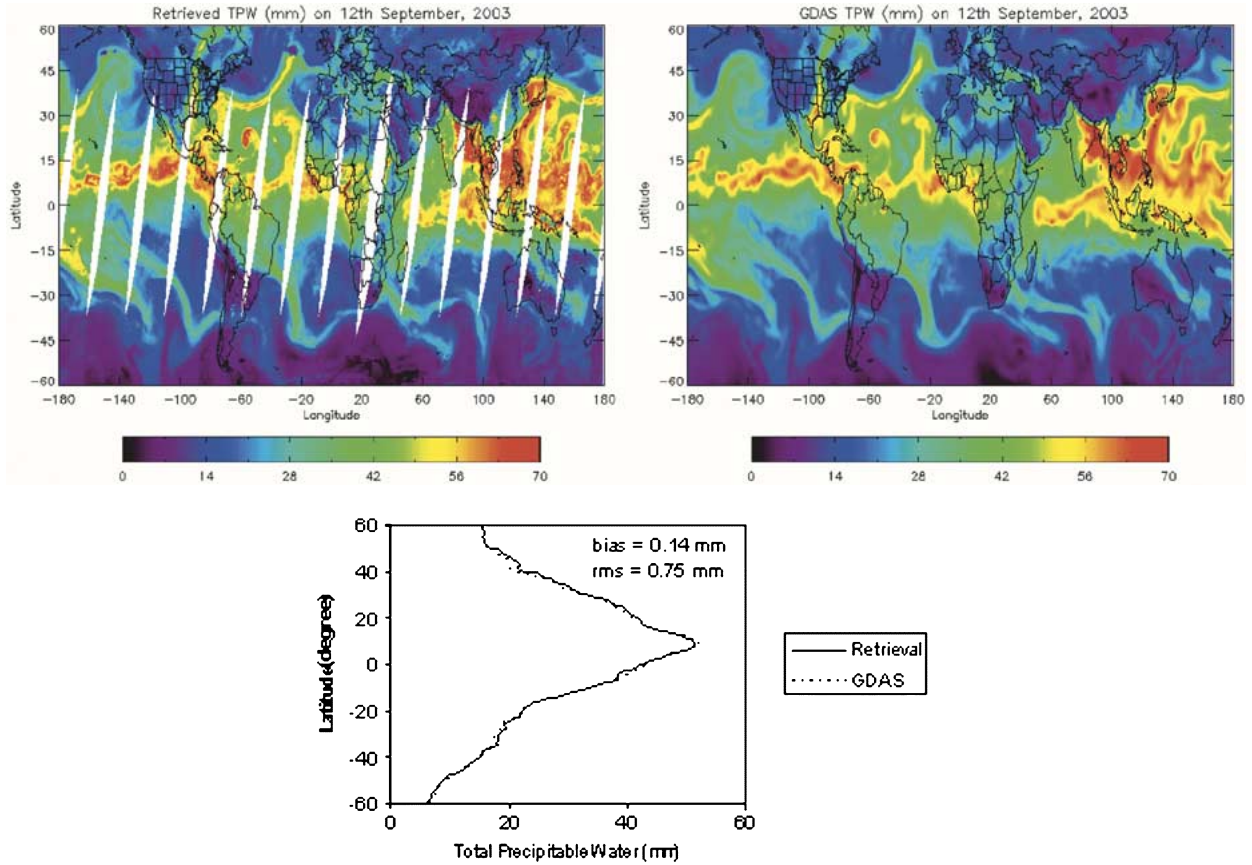 Retrieved TPW (mm) on 12th September, 2003
60
45
30
15
0
-15
-30
-45
-60
Latitude
-180 -140 -100 -60 -20 20 60 100 140 180
Longitude
0 14 28 42 56 70
GDAS TPW (mm) on 12th September, 2003
60
45
30
15
0
-15
-30
-45
-60
Latitude
-180 -140 -100 -60 -20 20 60 100 140 180
Longitude
0 14 28 42 56 70
bias = 0.14 mm
rms = 0.75 mm
60
40
20
0
-20
-40
-60
Latitude(degree)
0 20 40 60
Total Precipitable Water (mm)
Retrieval
GDAS